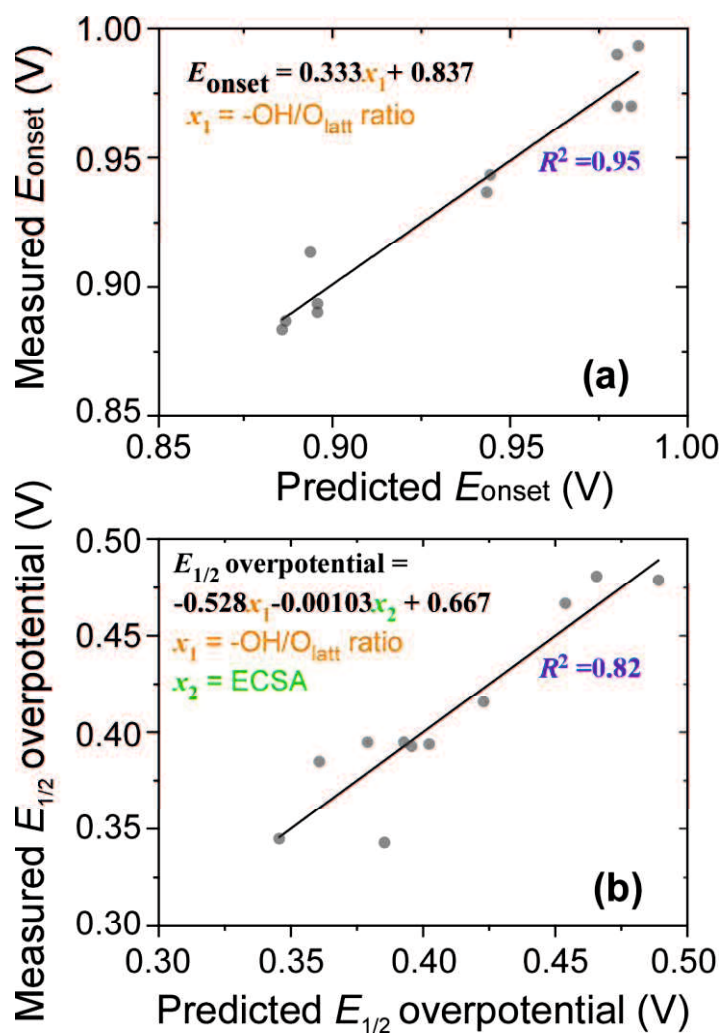 1.00
0.95
0.90
0.85
Measured Eonset (V)
Eonset = 0.333x1 + 0.837
x1 = -OH/Olatt ratio
R2 =0.95
(a)
0.85 0.90 0.95 1.00
Predicted Eonset (V)
0.50
0.45
0.40
0.35
0.30
Measured E1/2 overpotential (V)
E1/2 overpotential =
-0.528x1-0.00103x2 + 0.667
x1 = -OH/Olatt ratio
x2 = ECSA
R2 =0.82
(b)
0.30 0.35 0.40 0.45 0.50
Predicted E1/2 overpotential (V)